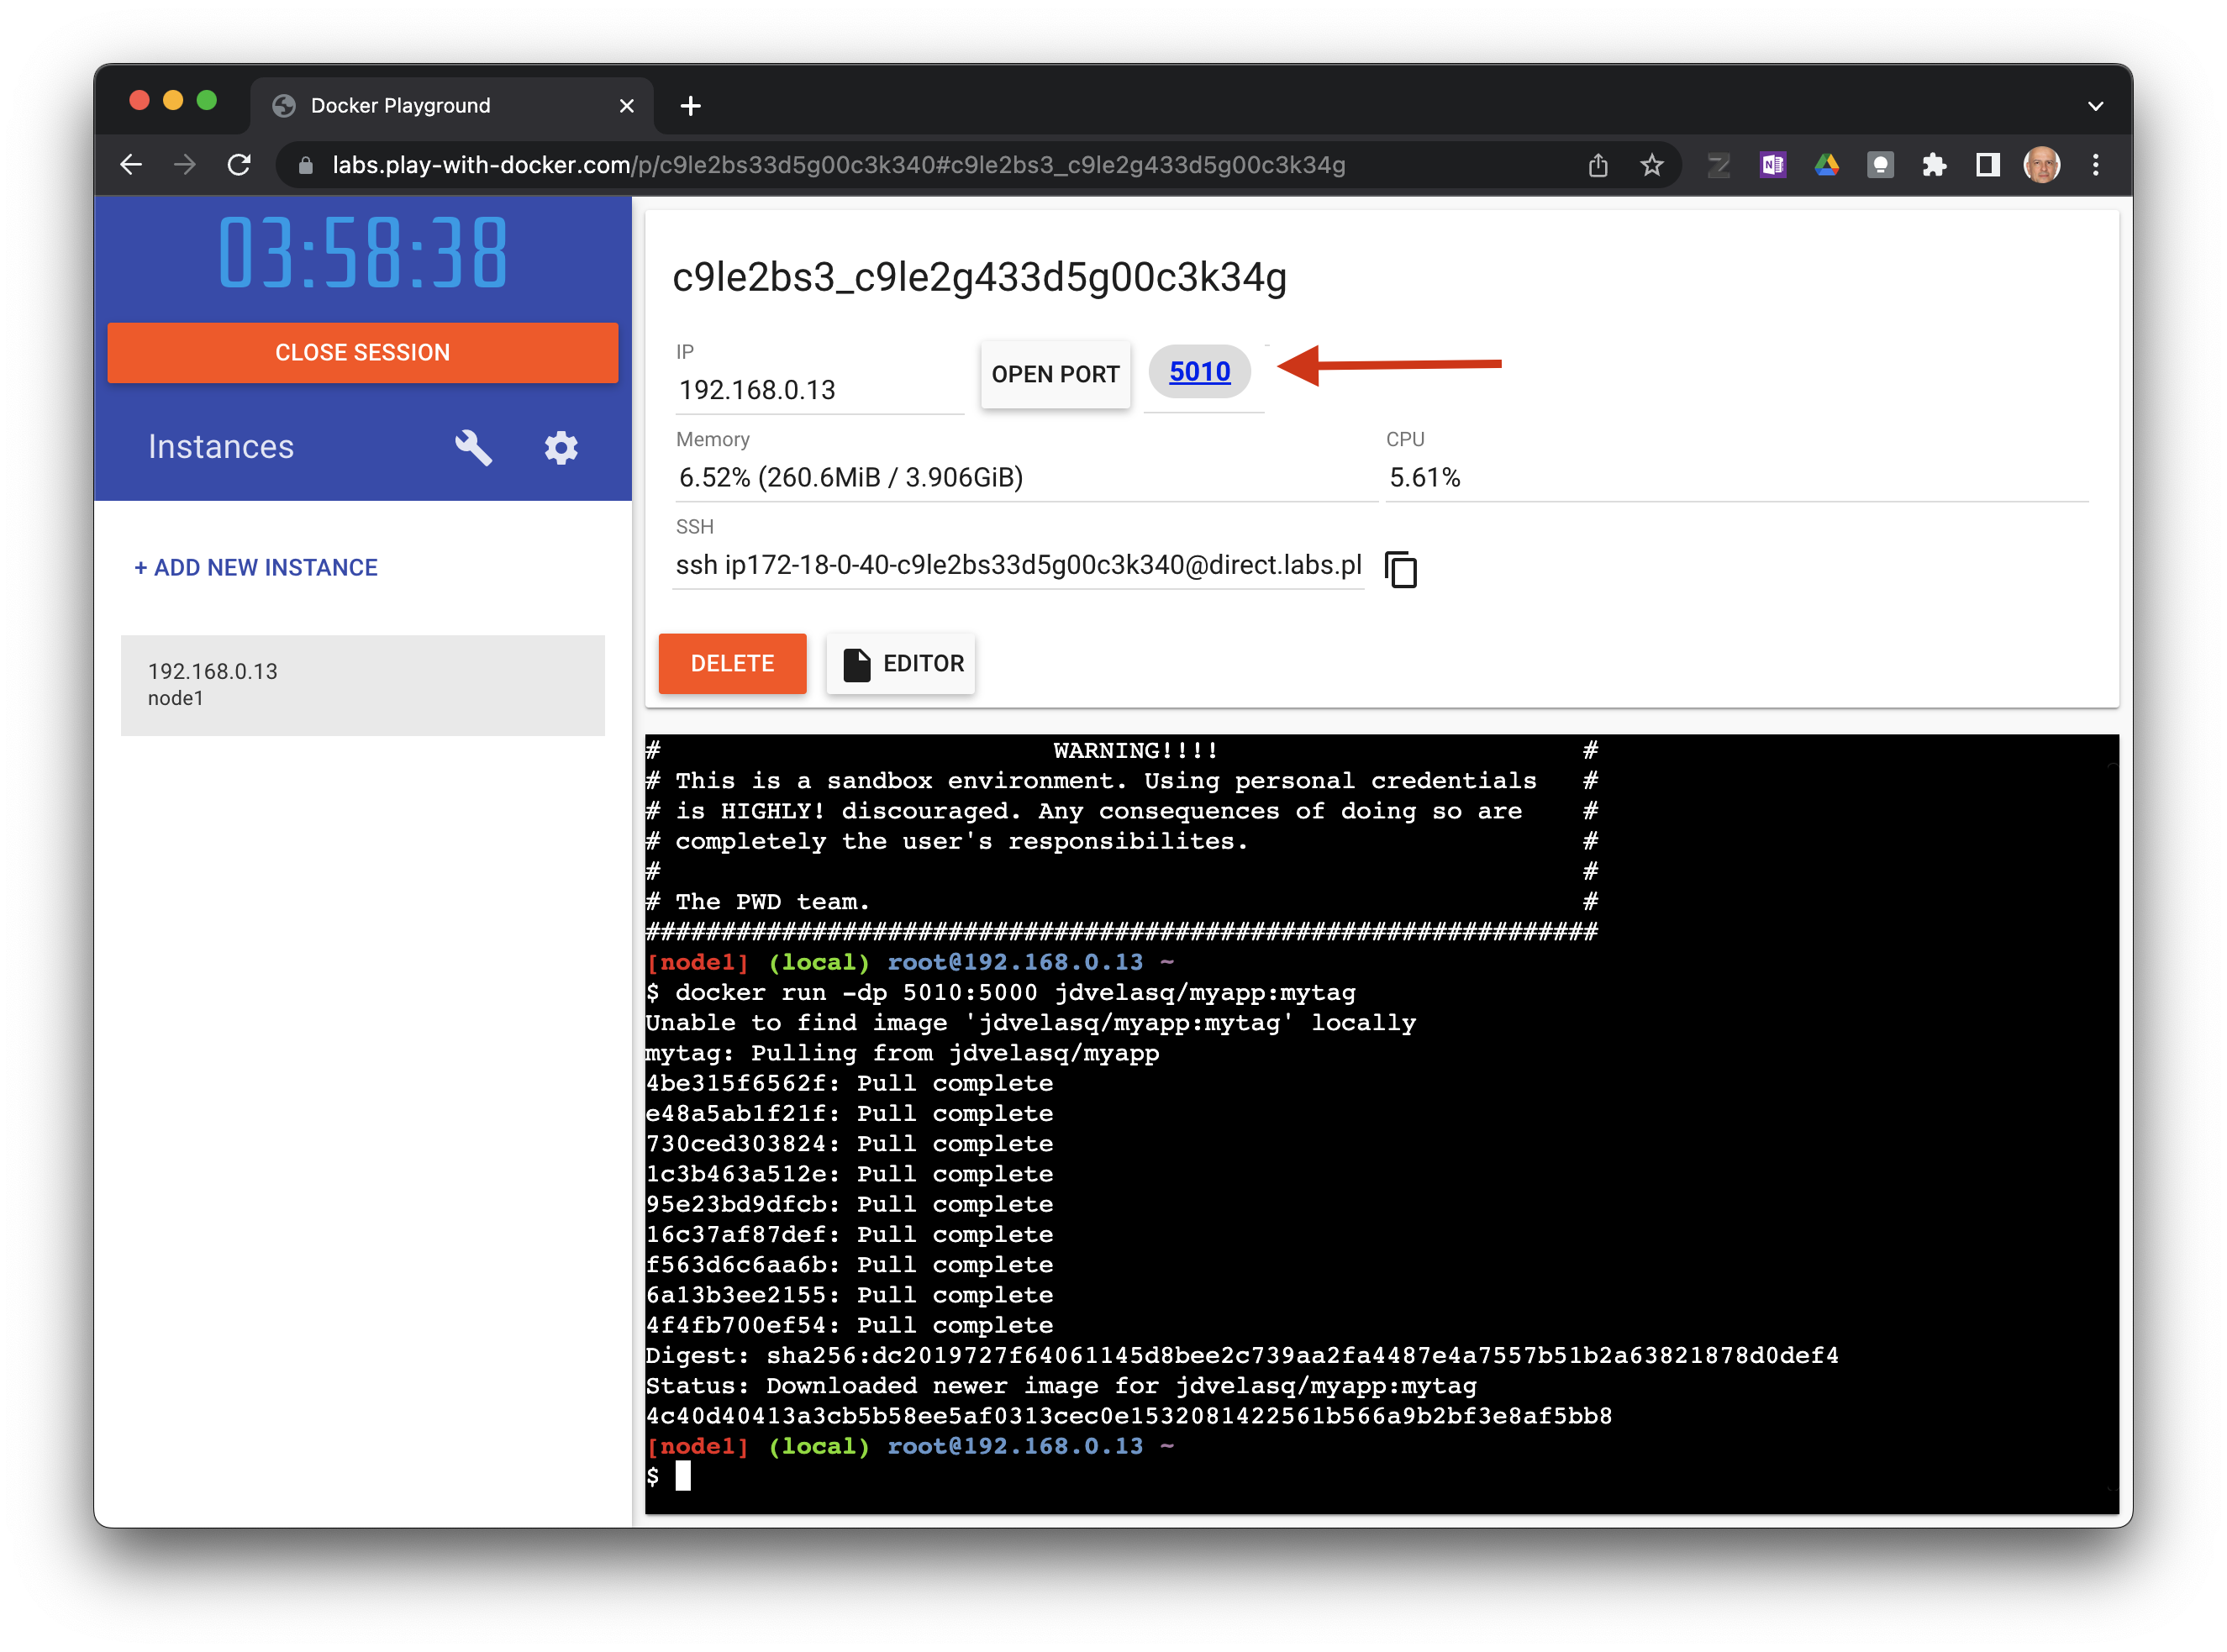 Docker Playground
labs.play-with-docker.com/p/c9le2bs33d5g00c3k340#c9le2bs3_c9le2g433d5g00c3k34g
03:58:38
CLOSE SESSION
Instances
+ ADD NEW INSTANCE
192.168.0.13
node1
c9le2bs3_c9le2g433d5g00c3k34g
IP
192.168.0.13
OPEN PORT
5010
Memory
6.52% (260.6MiB / 3.906GiB)
CPU
5.61%
SSH
ssh ip172-18-0-40-c9le2bs33d5g00c3k340@direct.labs.pl
DELETE
EDITOR
# WARNING!!!! #
# This is a sandbox environment. Using personal credentials #
# is HIGHLY! discouraged. Any consequences of doing so are #
# completely the user's responsibilites. #
# #
# The PWD team. #
###############################################################
[node1] (local) root@192.168.0.13 ~
$ docker run -dp 5010:5000 jdvelasq/myapp:mytag
Unable to find image 'jdvelasq/myapp:mytag' locally
mytag: Pulling from jdvelasq/myapp
4be315f6562f: Pull complete
e48a5ab1f21f: Pull complete
730ced303824: Pull complete
1c3b463a512e: Pull complete
95e23bd9dfcb: Pull complete
16c37af87def: Pull complete
f563d6c6aa6b: Pull complete
6a13b3ee2155: Pull complete
4f4fb700ef54: Pull complete
Digest: sha256:dc2019727f64061145d8bee2c739aa2fa4487e4a7557b51b2a63821878d0def4
Status: Downloaded newer image for jdvelasq/myapp:mytag
4c40d40413a3cb5b58ee5af0313cec0e1532081422561b566a9b2bf3e8af5bb8
[node1] (local) root@192.168.0.13 ~
$